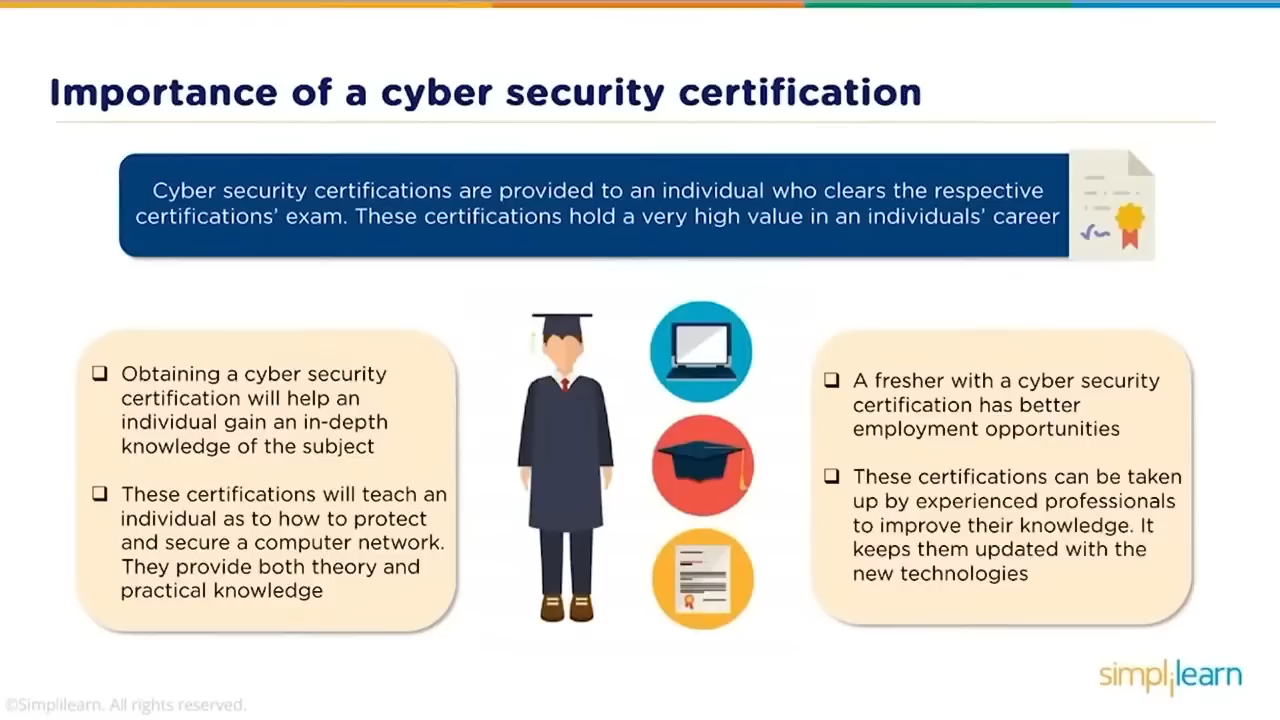 Importance of a cyber security certification
Cyber security certifications are provided to an individual who clears the respective
certifications’ exam. These certifications hold a very high value in an individuals’ career
Obtaining a cyber security
certification will help an
individual gain an in-depth
knowledge of the subject
These certifications will teach an
individual as to how to protect
and secure a computer network.
They provide both theory and
practical knowledge
A fresher with a cyber security
certification has better
employment opportunities
These certifications can be taken
up by experienced professionals
to improve their knowledge. It
keeps them updated with the
new technologies
simplilearn
©Simplilearn. All rights reserved.